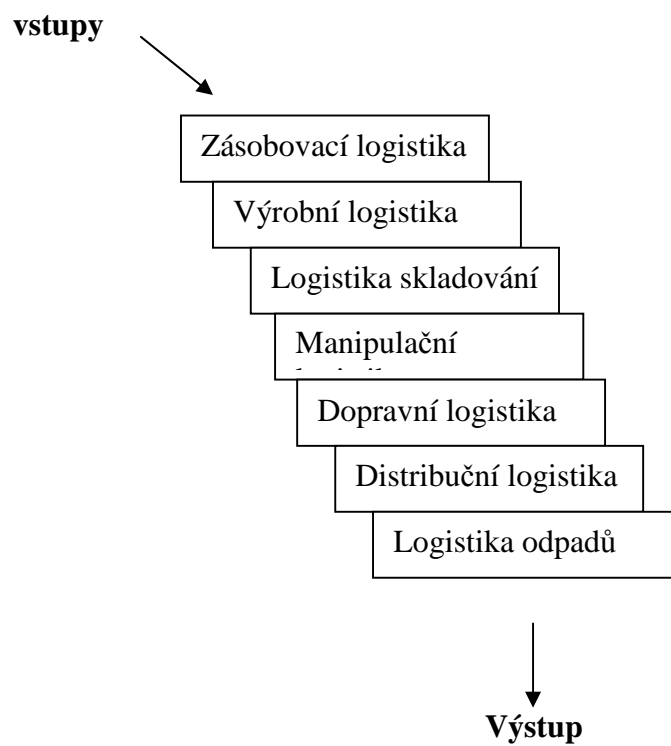 vstupy
Zásobovací logistika
Výrobní logistika
Logistika skladování
Manipulační
Dopravní logistika
Distribuční logistika
Logistika odpadů
Výstup